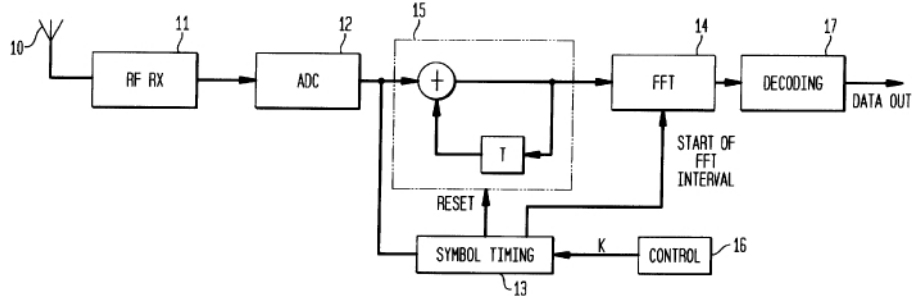 10
11
12
15
14
17
RF RX
ADC
+
FFT
DECODING
DATA OUT
T
START OF
FFT
INTERVAL
RESET
SYMBOL TIMING
K
CONTROL
16
13